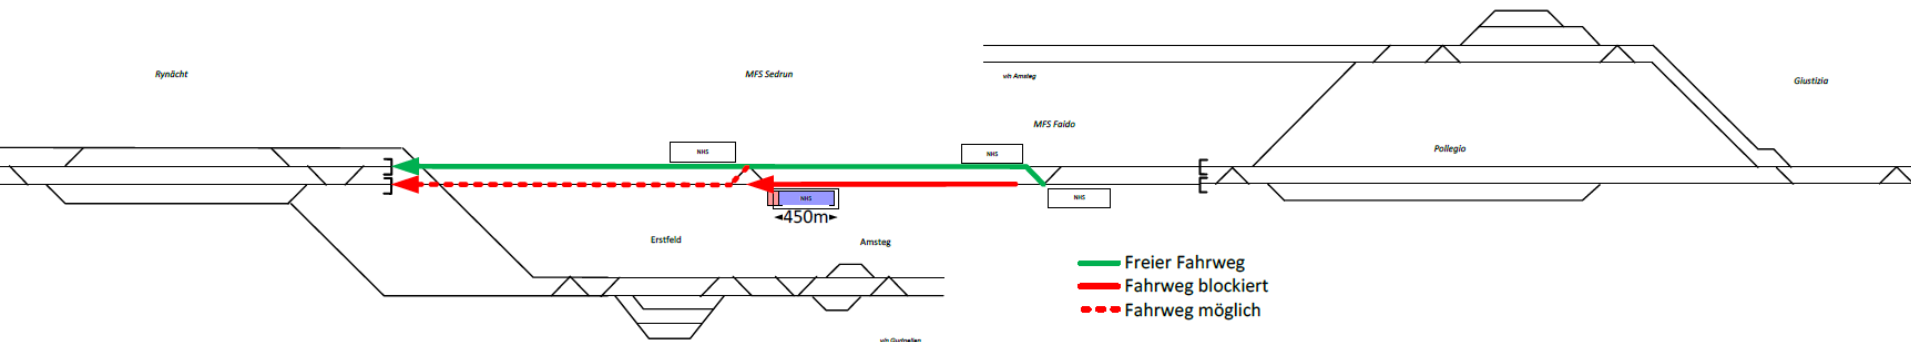 Rynächt
MFS Sedrun
v/n Amsteg
Giustizia
MFS Faido
NHS
NHS
Pollegio
NHS
NHS
450m
Erstfeld
Amsteg
Freier Fahrweg
Fahrweg blockiert
Fahrweg möglich
v/n Gurtnellen